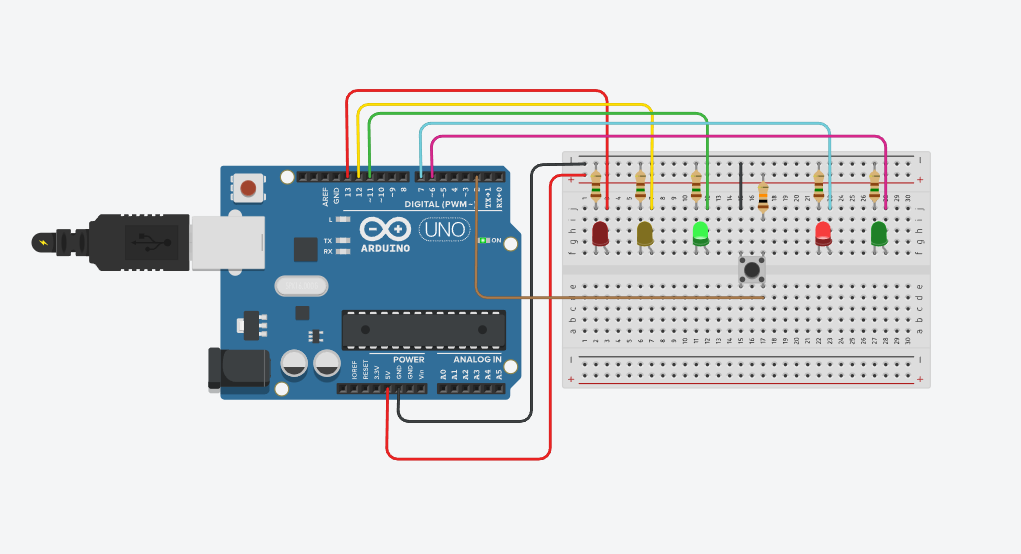 AREF
GND
13
12
~11
~10
~9
8
7
~6
~5
4
~3
2
TX→1
RX←0
DIGITAL (PWM ~)
L
TX
RX
UNO
ON
ARDUINO
POWER
ANALOG IN
IOREF
RESET
3.3V
5V
GND
GND
Vin
A0
A1
A2
A3
A4
A5
j
i
h
g
f
e
d
c
b
a